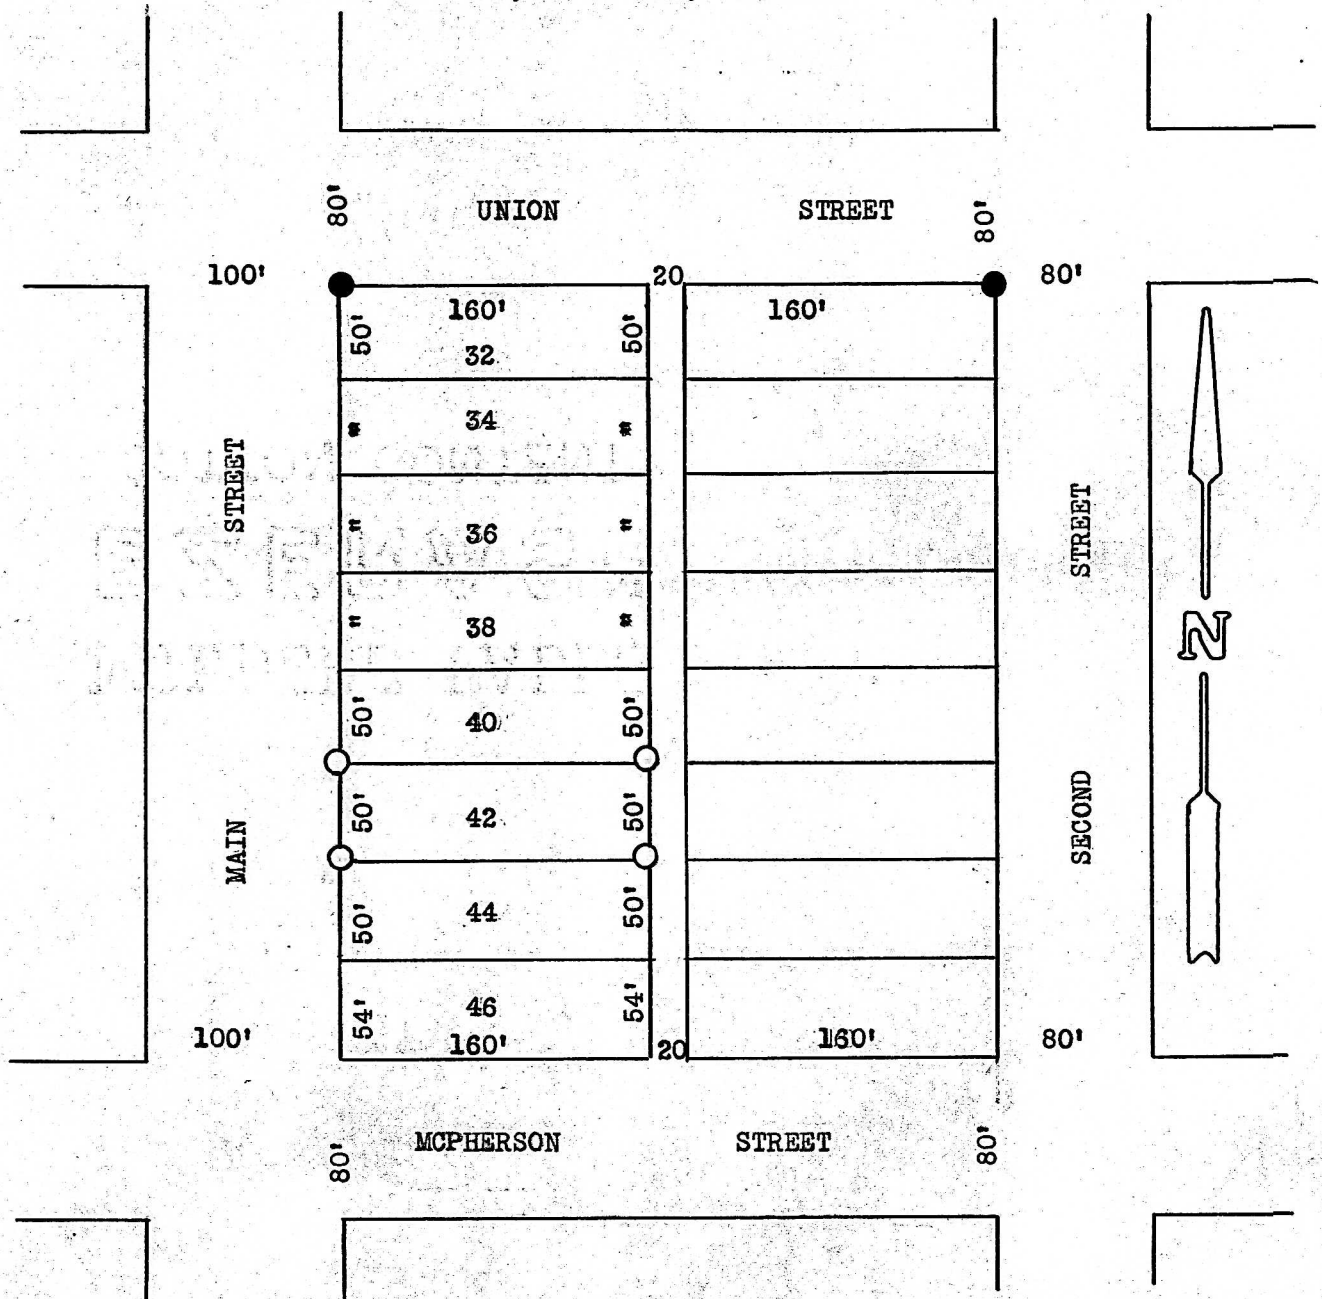 80' UNION STREET 80'
100' 20 80'
160' 160'
50' 50'
32
" 34 "
STREET
" 36 " STREET
" 38 "
N
50' 40 50'
50' 42 50'
MAIN SECOND
50' 44 50'
54' 46 54'
100' 160' 20 160' 80'
80' MCPHERSON STREET 80'